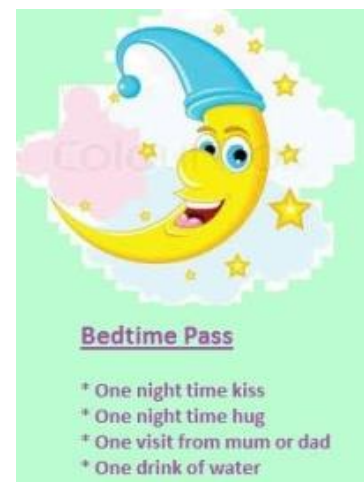 Bedtime Pass
* One night time kiss
* One night time hug
* One visit from mum or dad
* One drink of water